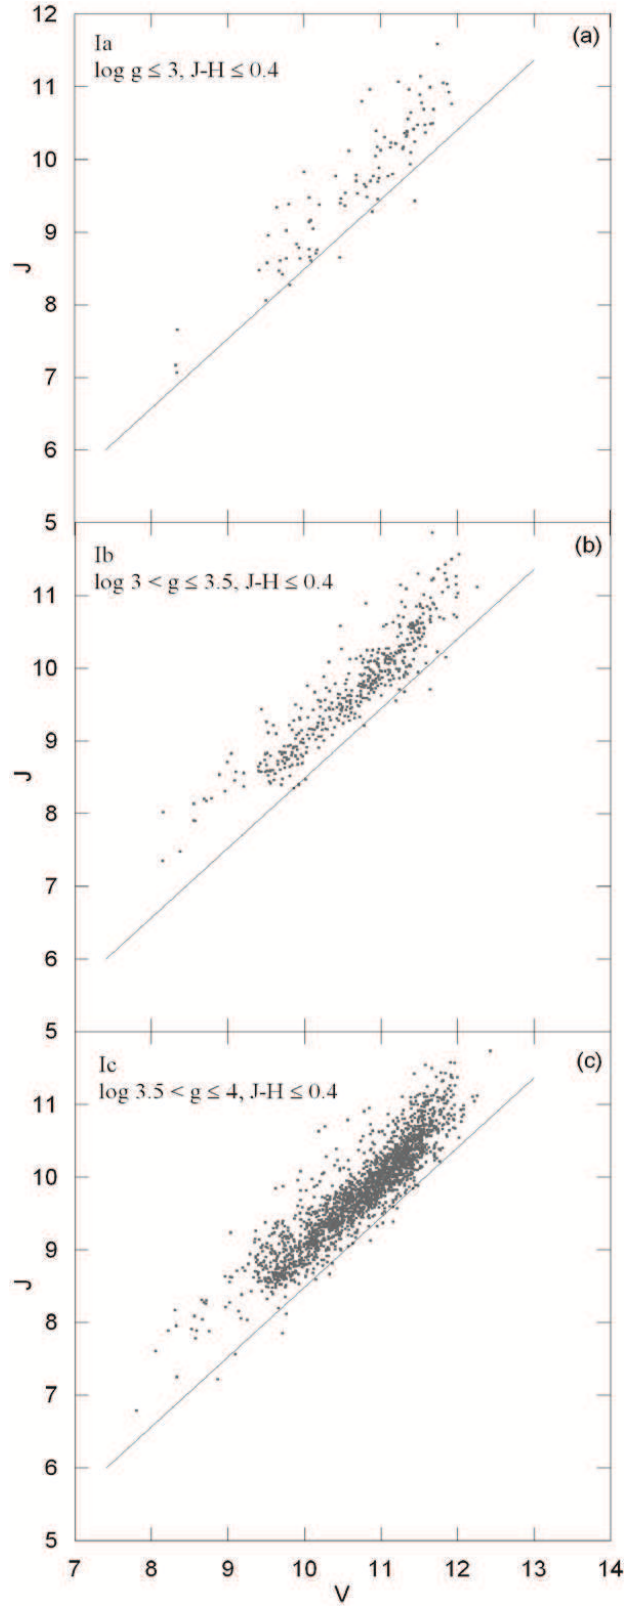 12
Ia
(a)
log g ≤ 3, J-H ≤ 0.4
11
10
9
J
8
7
6
5
Ib
(b)
log 3 < g ≤ 3.5, J-H ≤ 0.4
11
10
9
J
8
7
6
5
Ic
(c)
log 3.5 < g ≤ 4, J-H ≤ 0.4
11
10
9
J
8
7
6
5
7 8 9 10 11 12 13 14
V